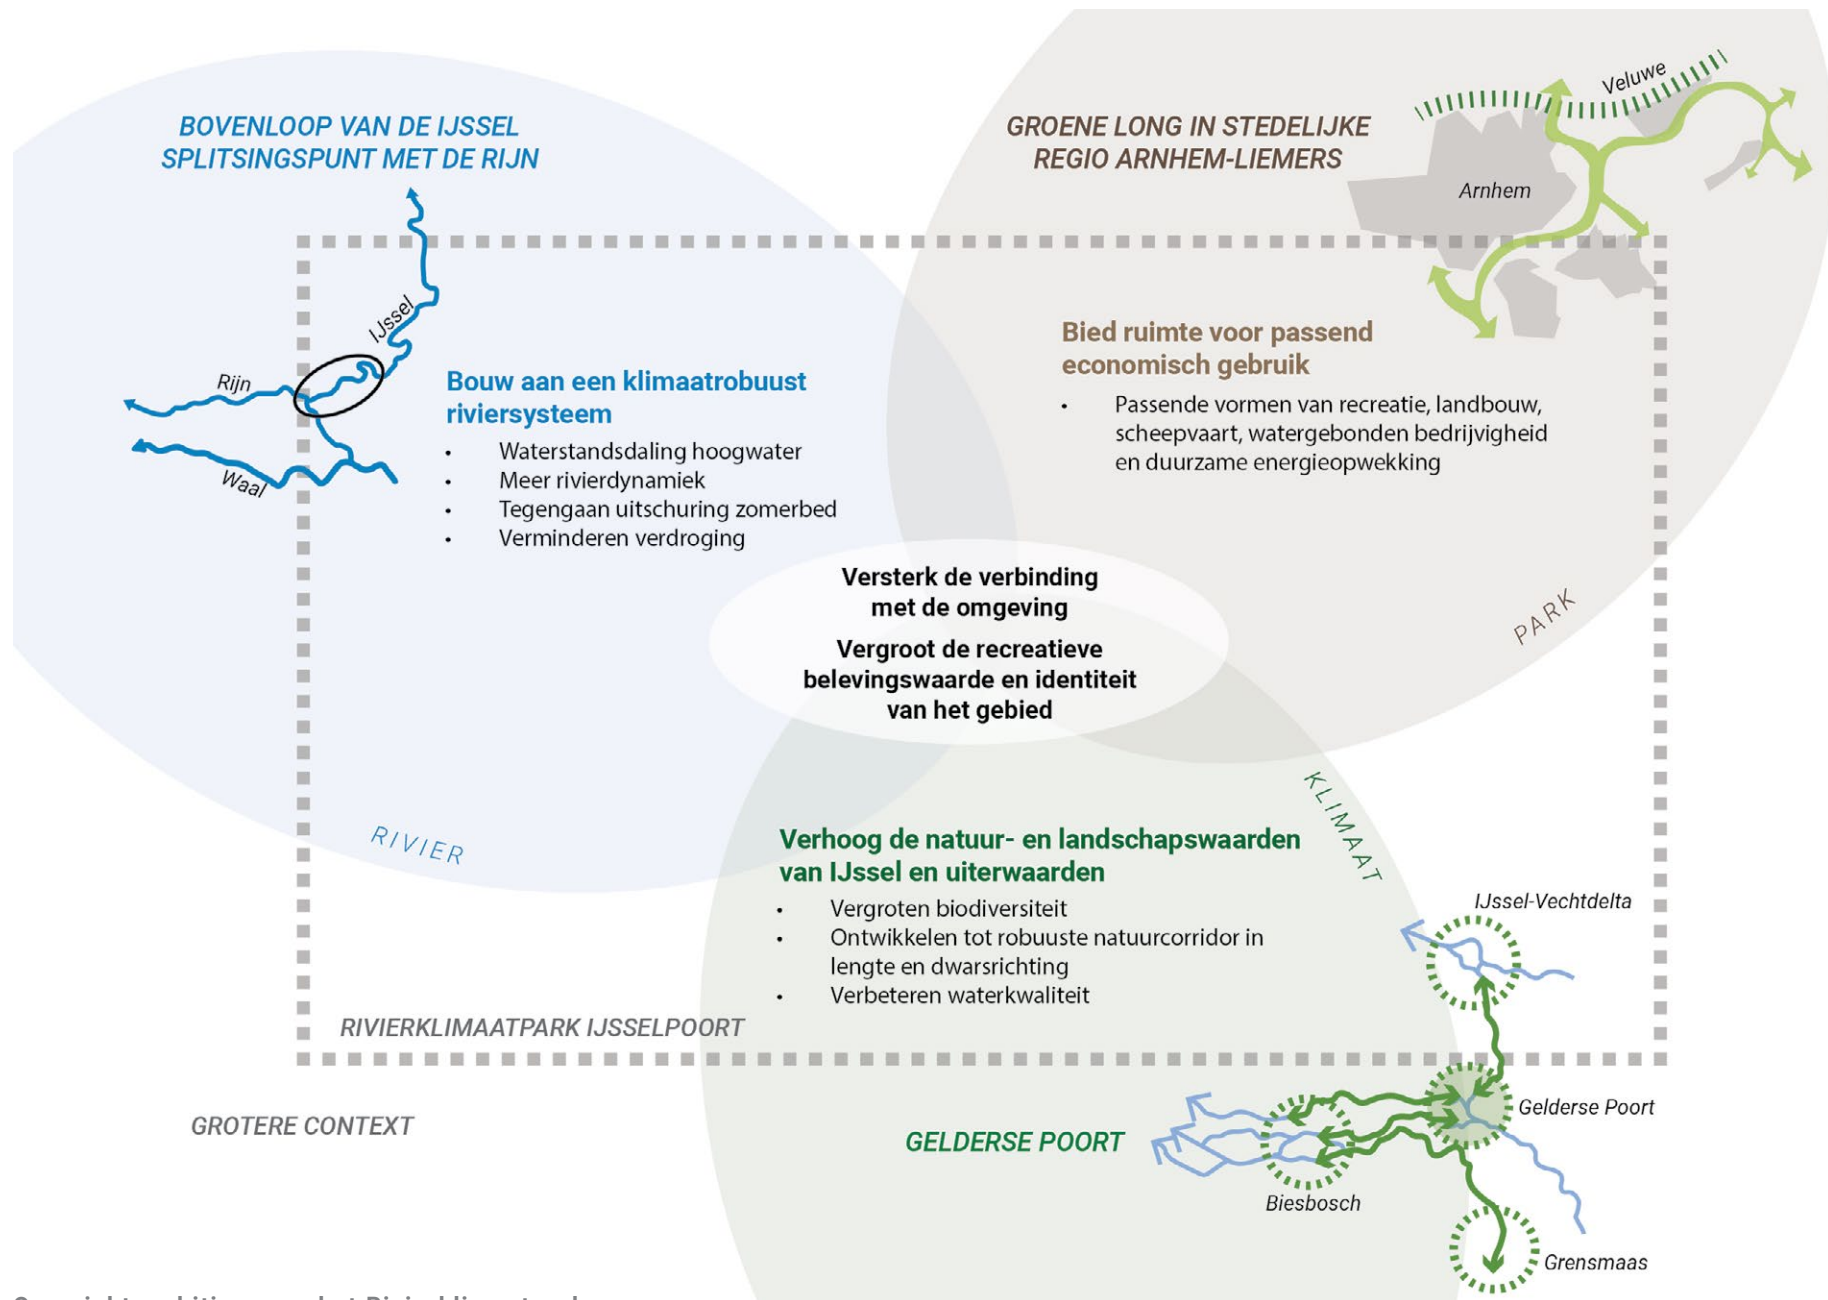 BOVENLOOP VAN DE IJSSEL
SPLITSINGSPUNT MET DE RIJN
GROENE LONG IN STEDELIJKE
REGIO ARNHEM-LIEMERS
Veluwe
Arnhem
IJssel
Rijn
Waal
Bouw aan een klimaatrobuust
riviersysteem
• Waterstandsdaling hoogwater
• Meer rivierdynamiek
• Tegengaan uitschuring zomerbed
• Verminderen verdroging
Bied ruimte voor passend
economisch gebruik
• Passende vormen van recreatie, landbouw,
scheepvaart, watergebonden bedrijvigheid
en duurzame energieopwekking
Versterk de verbinding
met de omgeving
Vergroot de recreatieve
belevingswaarde en identiteit
van het gebied
PARK
RIVIER
KLIMAAT
Verhoog de natuur- en landschapswaarden
van IJssel en uiterwaarden
• Vergroten biodiversiteit
• Ontwikkelen tot robuuste natuurcorridor in
lengte en dwarsrichting
• Verbeteren waterkwaliteit
IJssel-Vechtdelta
RIVIERKLIMAATPARK IJSSELPOORT
GROTERE CONTEXT
GELDERSE POORT
Gelderse Poort
Biesbosch
Grensmaas